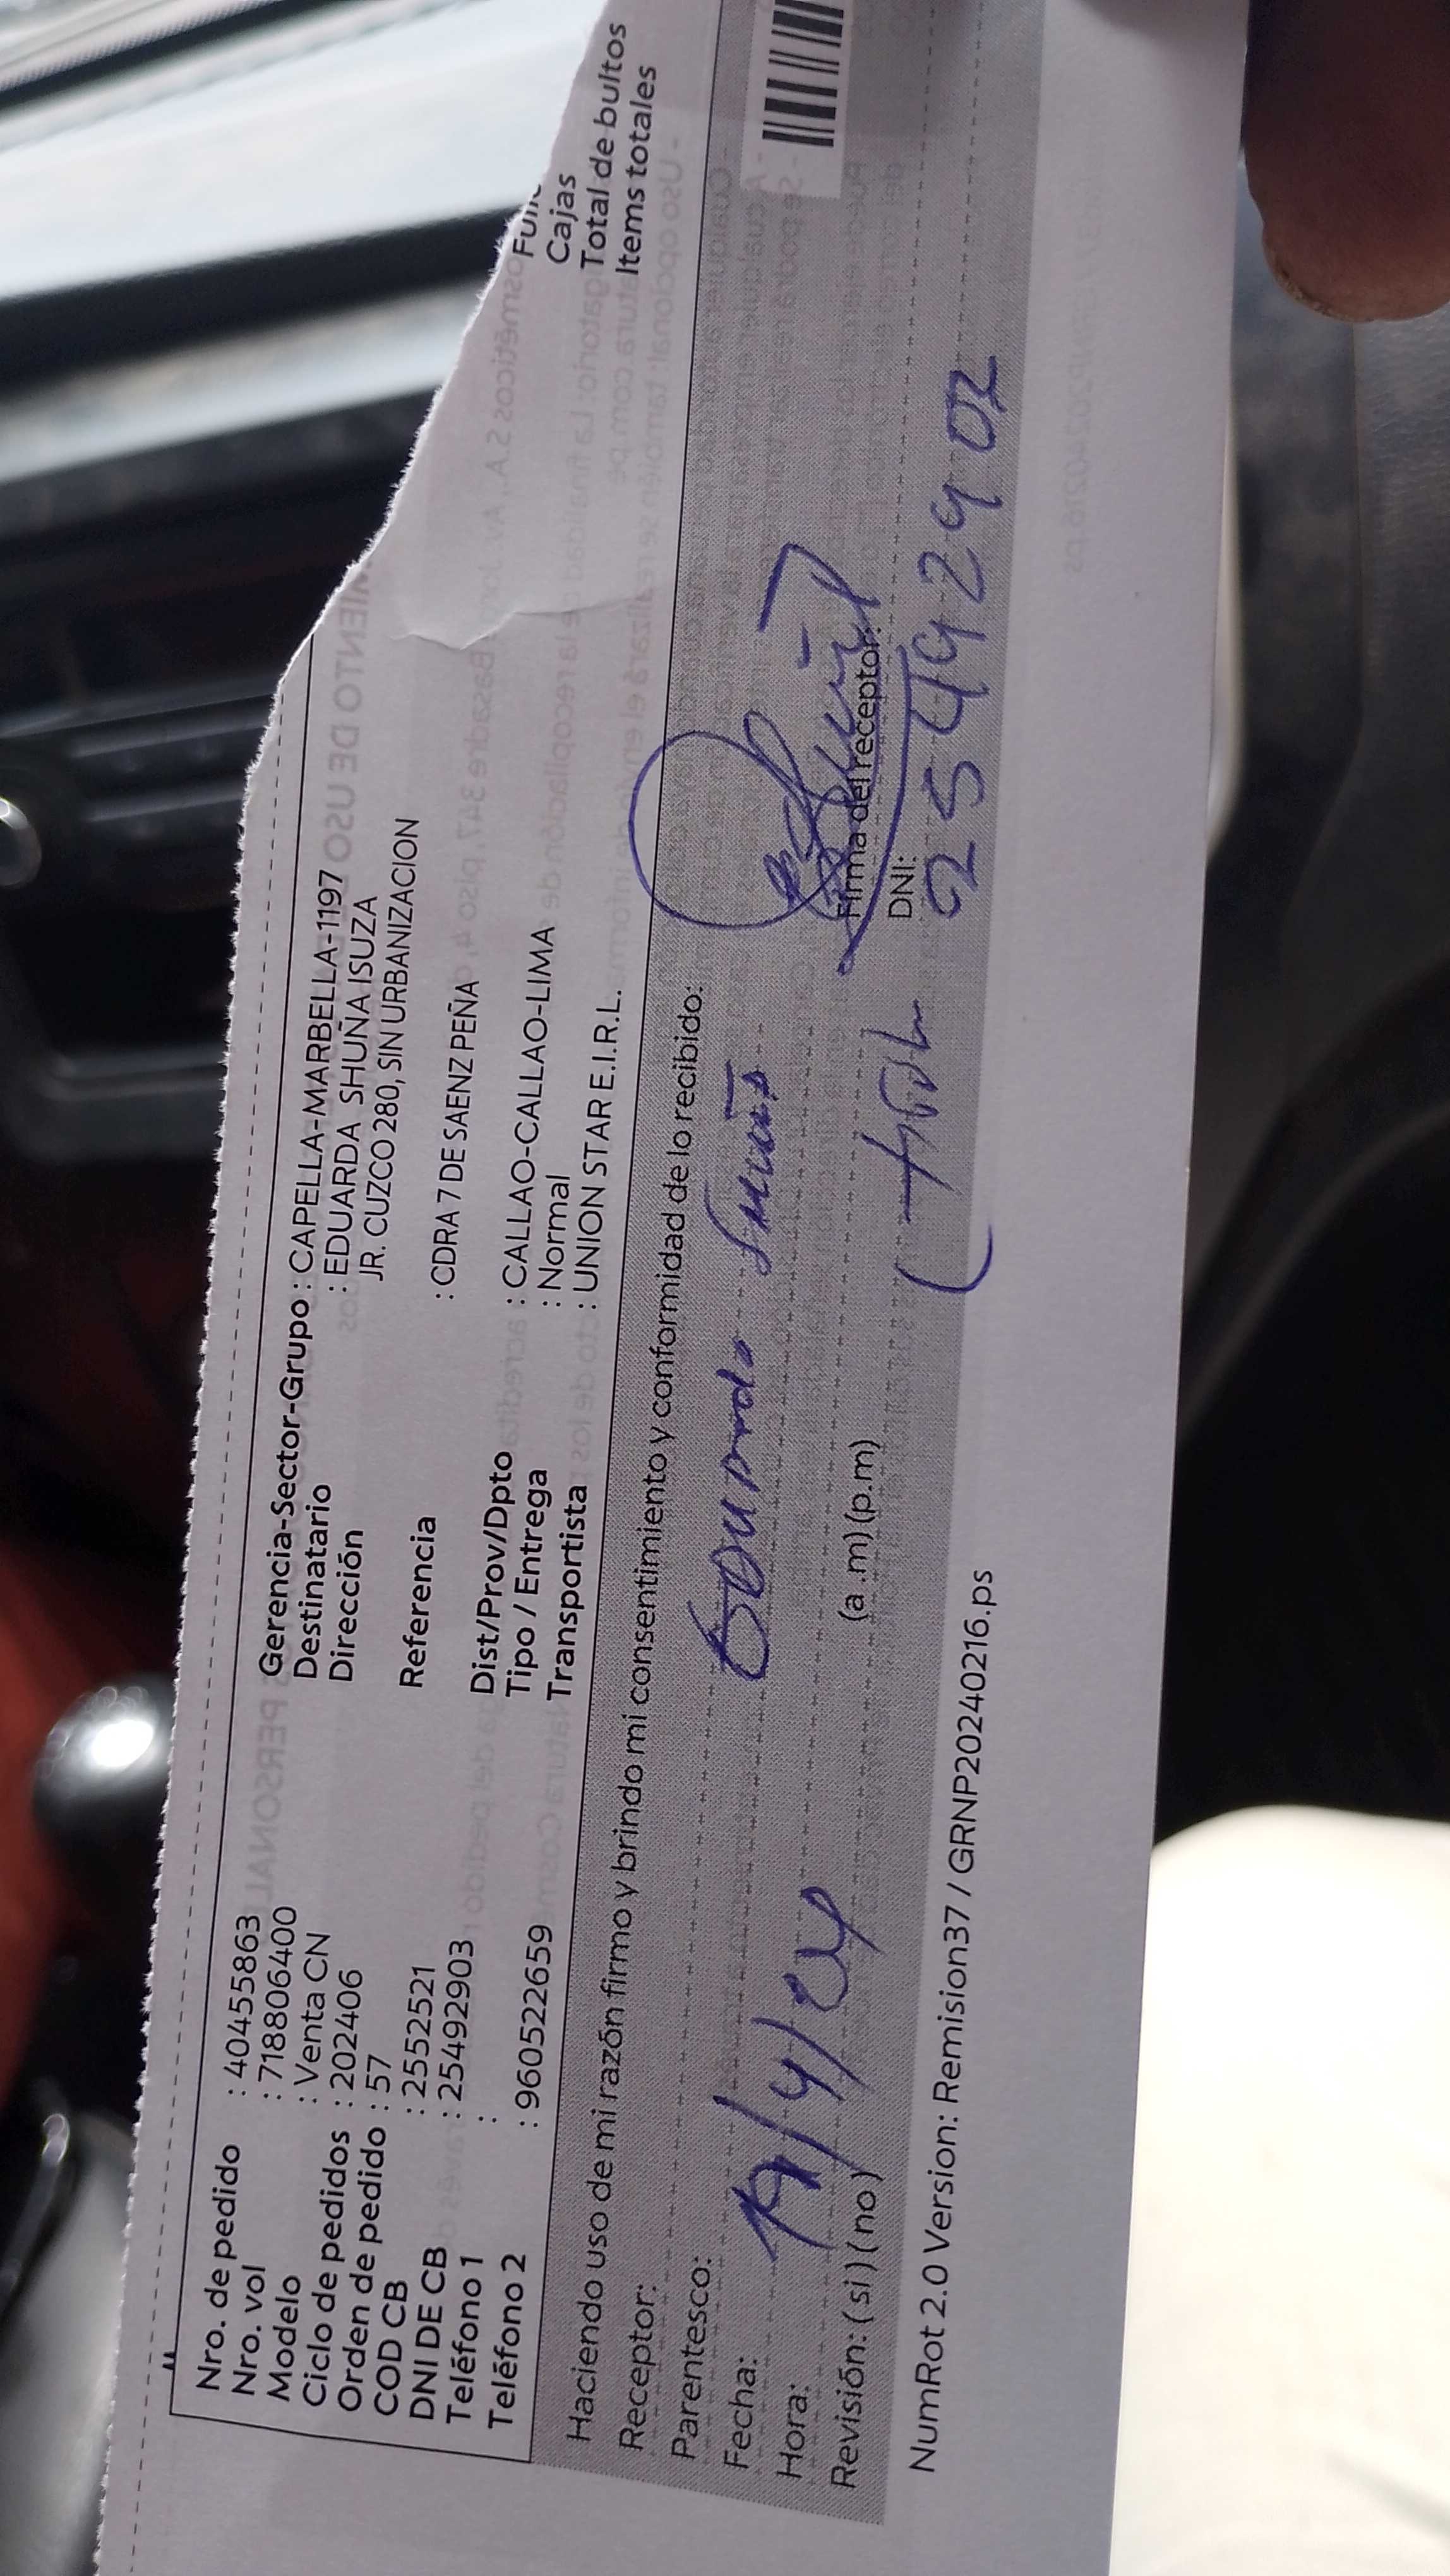 Nro. de pedido : 40455863
Nro. vol : 718806400
Modelo : Venta CN
Ciclo de pedidos : 202406
Orden de pedido : 57
COD CB : 2552521
DNI DE CB : 25492903
Teléfono 1 :
Teléfono 2 : 960522659
Gerencia-Sector-Grupo : CAPELLA-MARBELLA-1197
Destinatario : EDUARDA SHUÑA ISUZA
Dirección JR. CUZCO 280, SIN URBANIZACION
Referencia : CDRA 7 DE SAENZ PEÑA
Dist/Prov/Dpto : CALLAO-CALLAO-LIMA
Tipo / Entrega : Normal
Transportista : UNION STAR E.I.R.L.
Cajas
Total de bultos
Items totales
Haciendo uso de mi razón firmo y brindo mi consentimiento y conformidad de lo recibido:
Receptor:
Parentesco:
Fecha:
Hora: (a .m) (p.m)
Revisión: ( si ) ( no )
Firma del receptor:
DNI:
NumRot 2.0 Version: Remision37 / GRNP20240216.ps